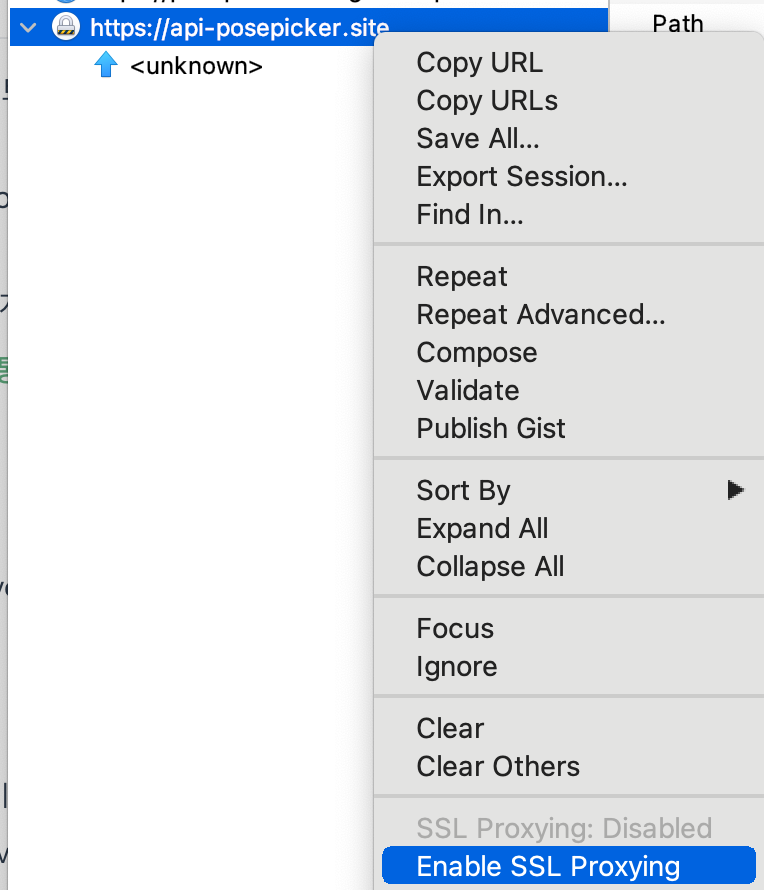 https://api-posepicker.site
Path
<unknown>
Copy URL
Copy URLs
Save All...
Export Session...
Find In...
Repeat
Repeat Advanced...
Compose
Validate
Publish Gist
Sort By
Expand All
Collapse All
Focus
Ignore
Clear
Clear Others
SSL Proxying: Disabled
Enable SSL Proxying